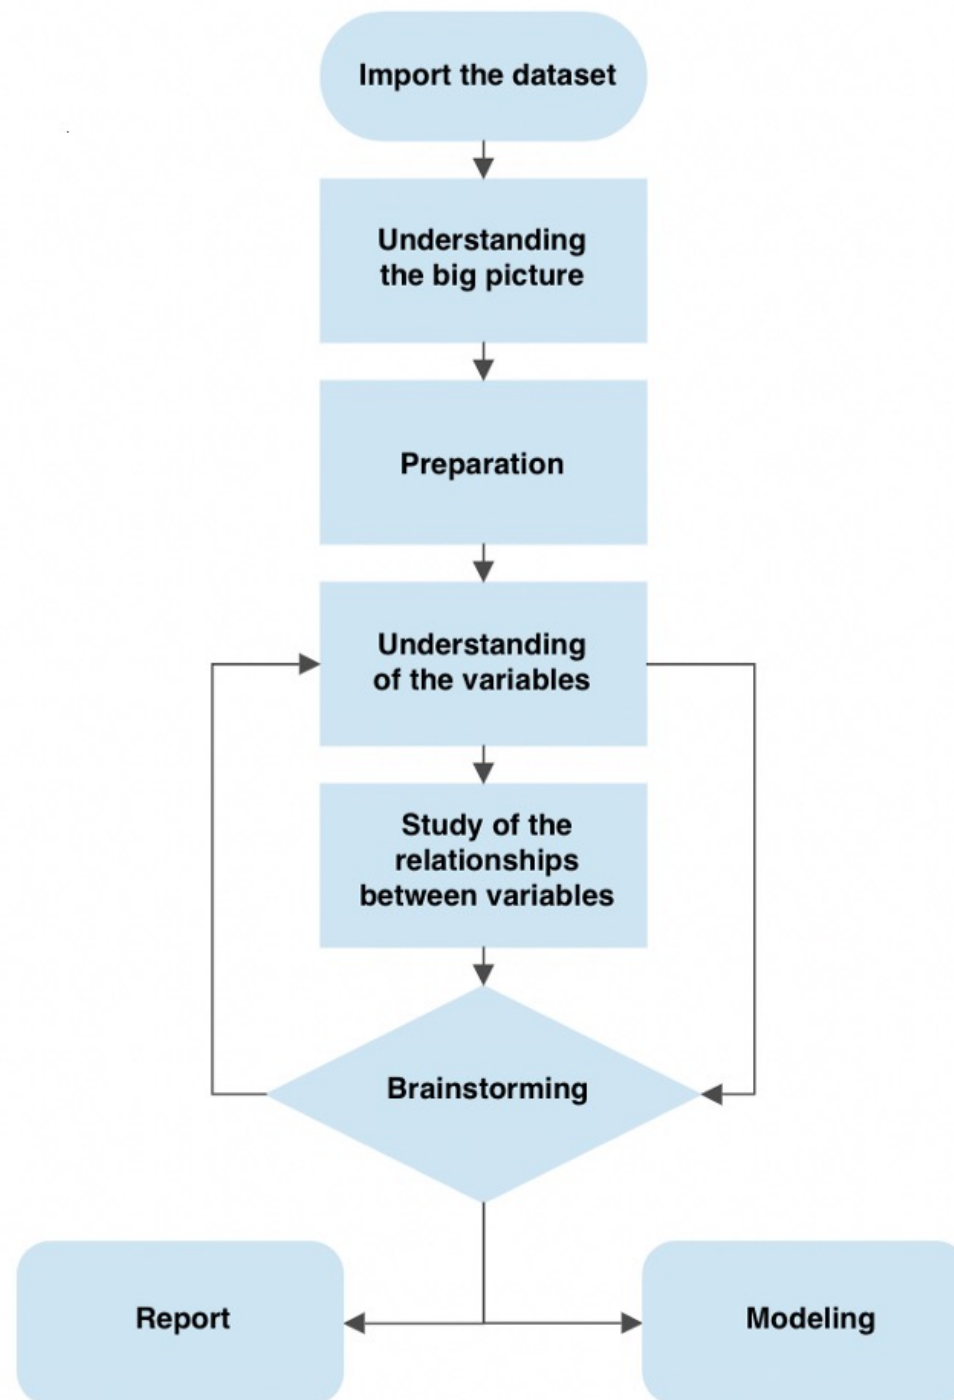 Import the dataset
Understanding
the big picture
Preparation
Understanding
of the variables
Study of the
relationships
between variables
Brainstorming
Report
Modeling